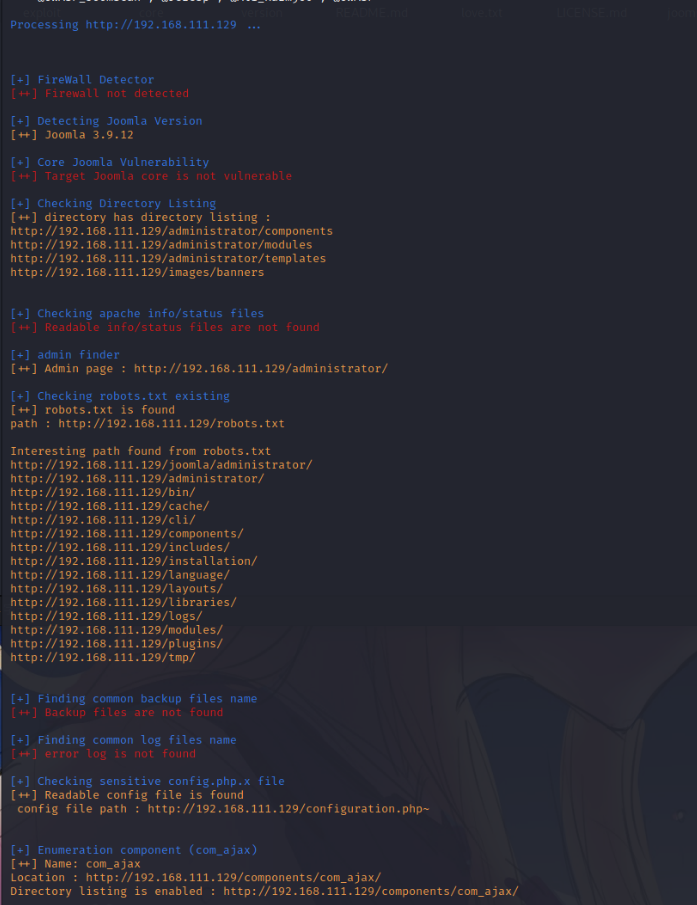 Processing http://192.168.111.129 ...
[+] FireWall Detector
[++] Firewall not detected
[+] Detecting Joomla Version
[++] Joomla 3.9.12
[+] Core Joomla Vulnerability
[++] Target Joomla core is not vulnerable
[+] Checking Directory Listing
[++] directory has directory listing :
http://192.168.111.129/administrator/components
http://192.168.111.129/administrator/modules
http://192.168.111.129/administrator/templates
http://192.168.111.129/images/banners
[+] Checking apache info/status files
[++] Readable info/status files are not found
[+] admin finder
[++] Admin page : http://192.168.111.129/administrator/
[+] Checking robots.txt existing
[++] robots.txt is found
path : http://192.168.111.129/robots.txt
Interesting path found from robots.txt
http://192.168.111.129/joomla/administrator/
http://192.168.111.129/administrator/
http://192.168.111.129/bin/
http://192.168.111.129/cache/
http://192.168.111.129/cli/
http://192.168.111.129/components/
http://192.168.111.129/includes/
http://192.168.111.129/installation/
http://192.168.111.129/language/
http://192.168.111.129/layouts/
http://192.168.111.129/libraries/
http://192.168.111.129/logs/
http://192.168.111.129/modules/
http://192.168.111.129/plugins/
http://192.168.111.129/tmp/
[+] Finding common backup files name
[++] Backup files are not found
[+] Finding common log files name
[++] error log is not found
[+] Checking sensitive config.php.x file
[++] Readable config file is found
config file path : http://192.168.111.129/configuration.php~
[+] Enumeration component (com_ajax)
[++] Name: com_ajax
Location : http://192.168.111.129/components/com_ajax/
Directory listing is enabled : http://192.168.111.129/components/com_ajax/